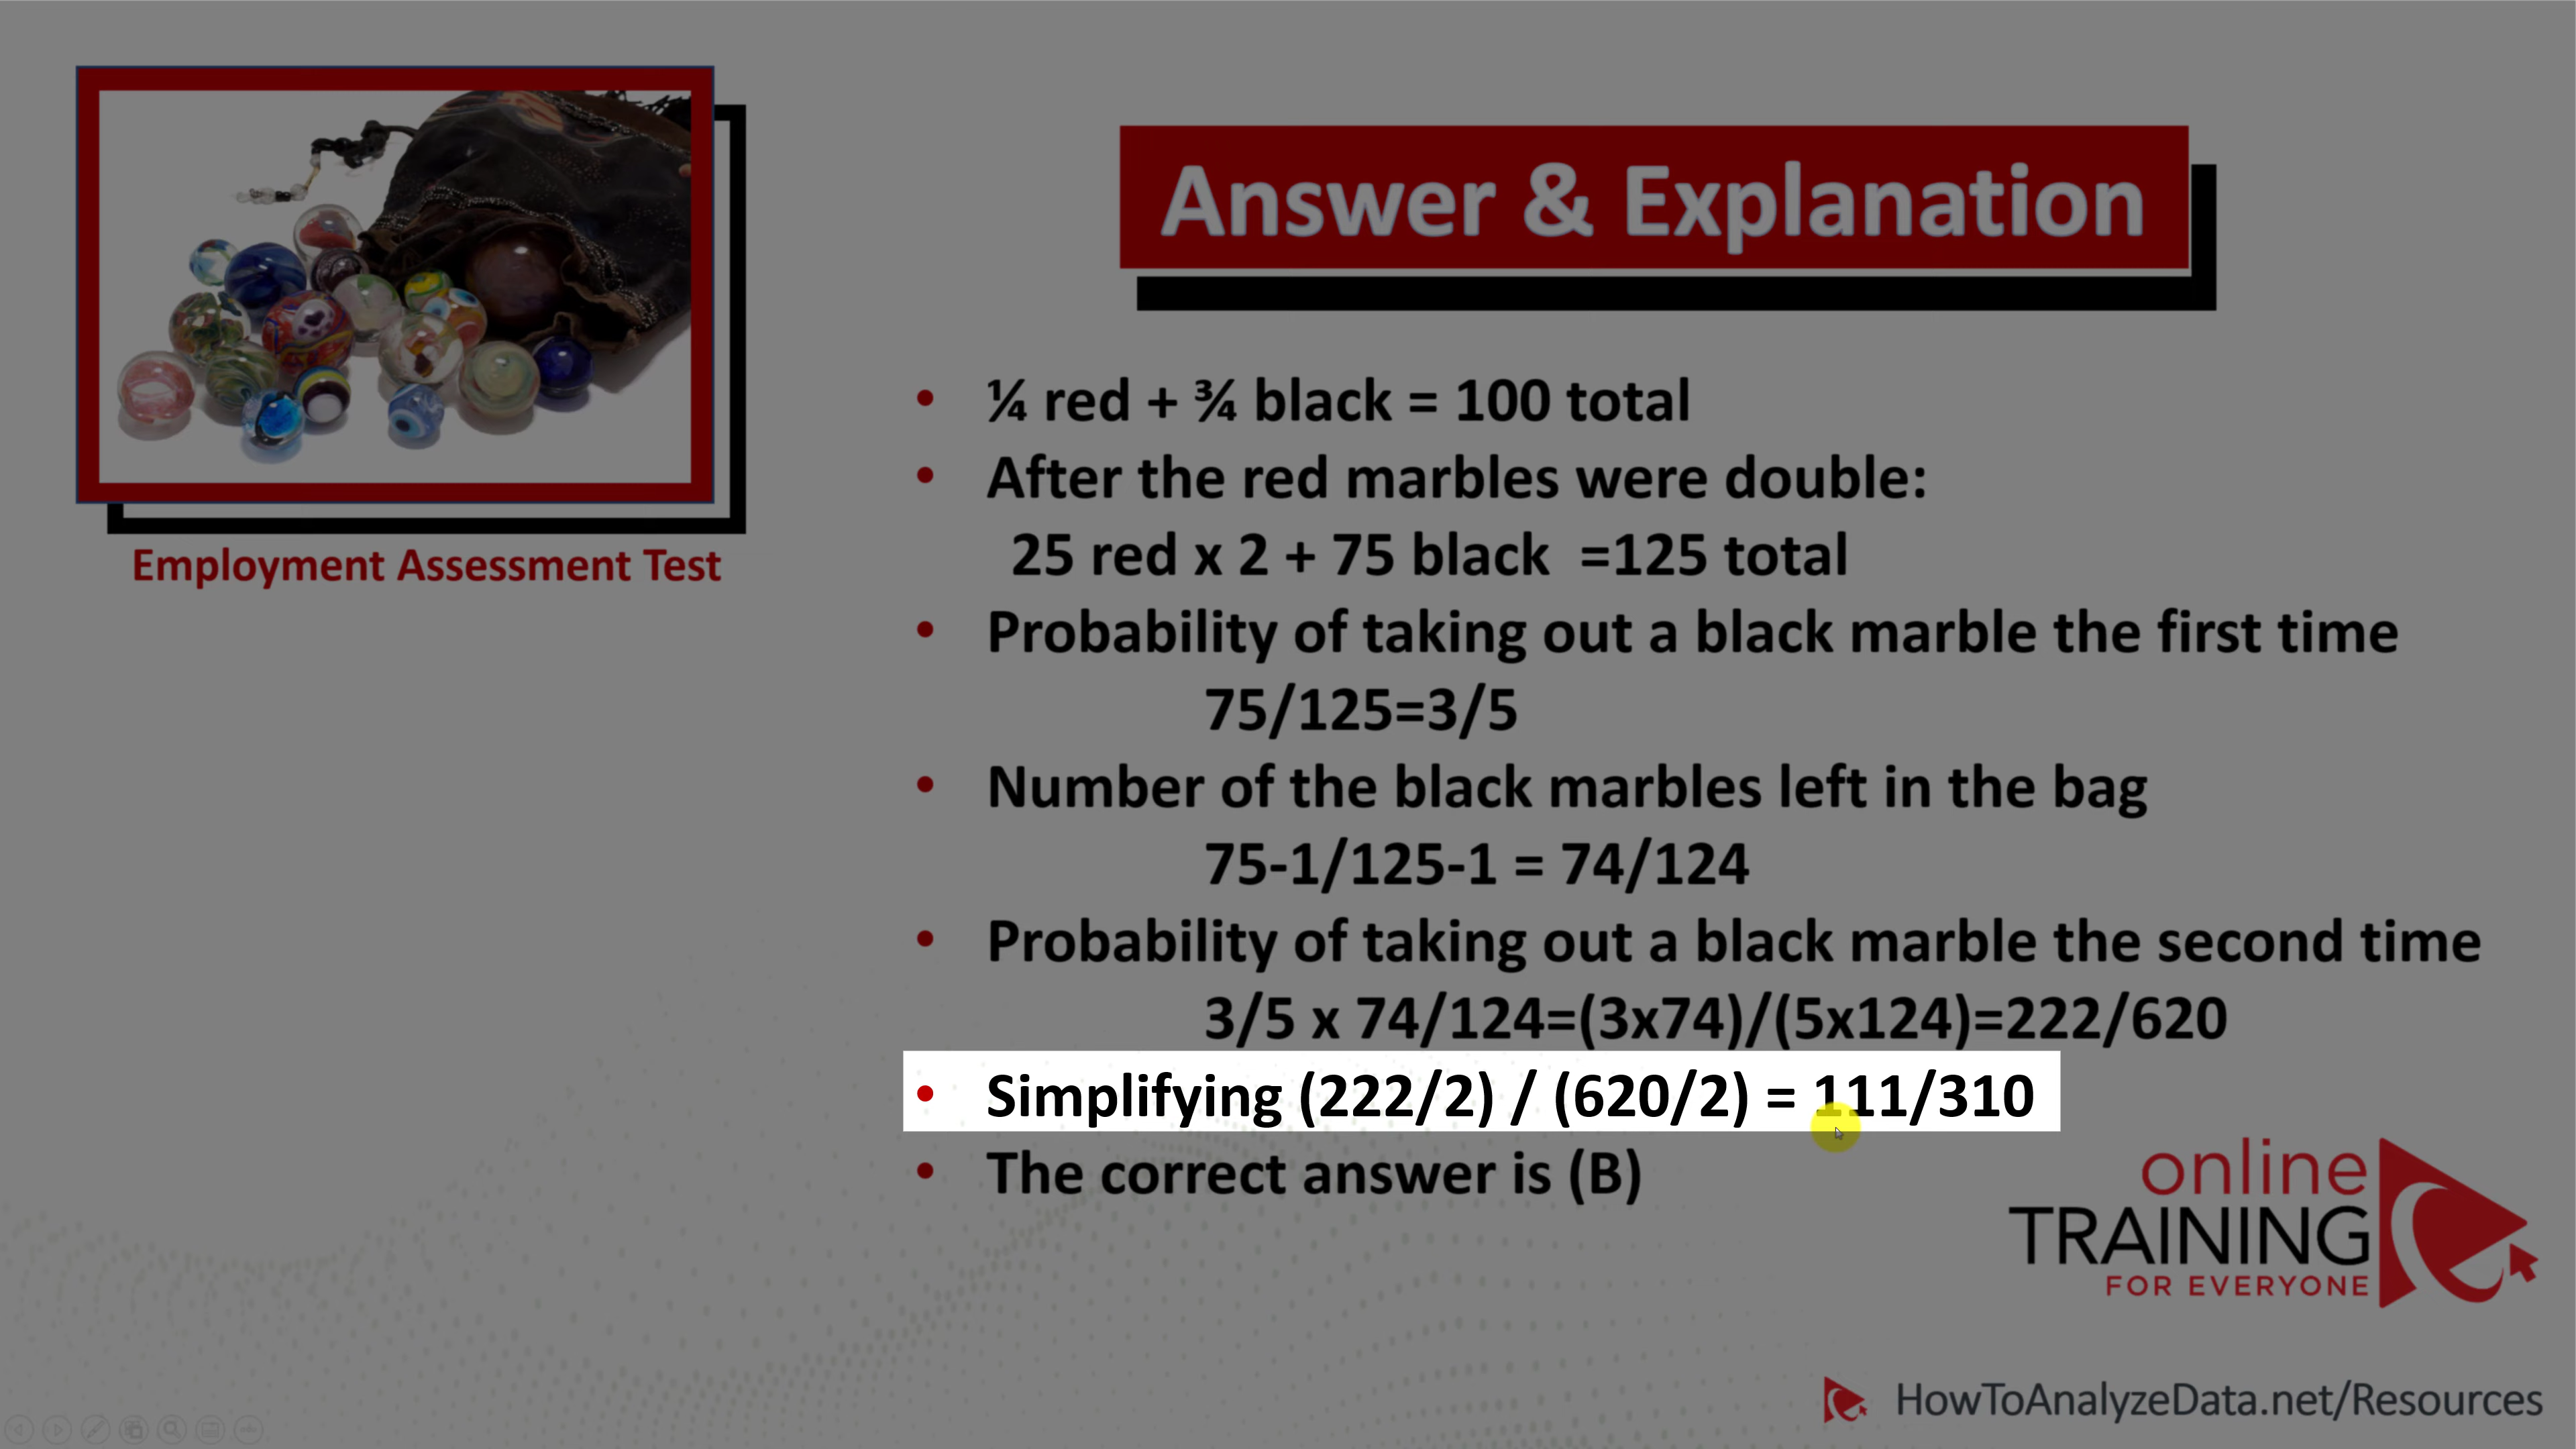 Answer & Explanation
Employment Assessment Test
• ¼ red + ¾ black = 100 total
• After the red marbles were double:
25 red x 2 + 75 black =125 total
• Probability of taking out a black marble the first time
75/125=3/5
• Number of the black marbles left in the bag
75-1/125-1 = 74/124
• Probability of taking out a black marble the second time
3/5 x 74/124=(3x74)/(5x124)=222/620
• Simplifying (222/2) / (620/2) = 111/310
• The correct answer is (B)
online
TRAINING
FOR EVERYONE
HowToAnalyzeData.net/Resources